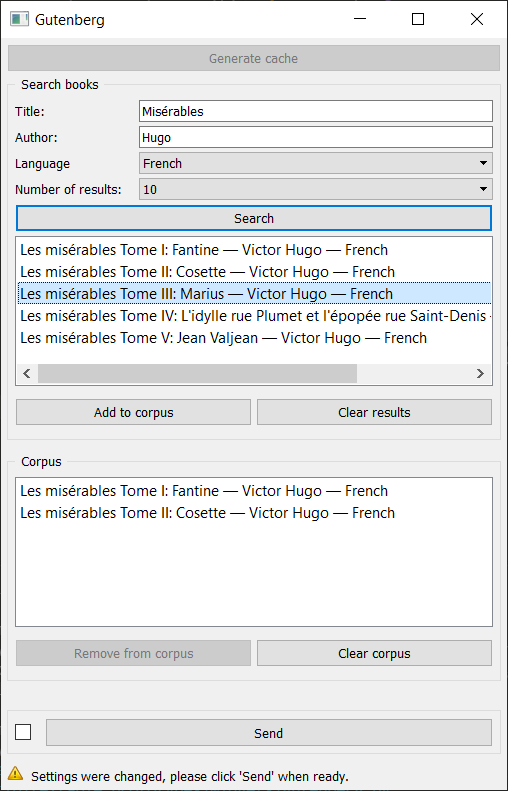 Gutenberg
Generate cache
Search books
Title: Misérables
Author: Hugo
Language French
Number of results: 10
Search
Les misérables Tome I: Fantine — Victor Hugo — French
Les misérables Tome II: Cosette — Victor Hugo — French
Les misérables Tome III: Marius — Victor Hugo — French
Les misérables Tome IV: L'idylle rue Plumet et l'épopée rue Saint-Denis -
Les misérables Tome V: Jean Valjean — Victor Hugo — French
Add to corpus Clear results
Corpus
Les misérables Tome I: Fantine — Victor Hugo — French
Les misérables Tome II: Cosette — Victor Hugo — French
Remove from corpus Clear corpus
Send
Settings were changed, please click 'Send' when ready.